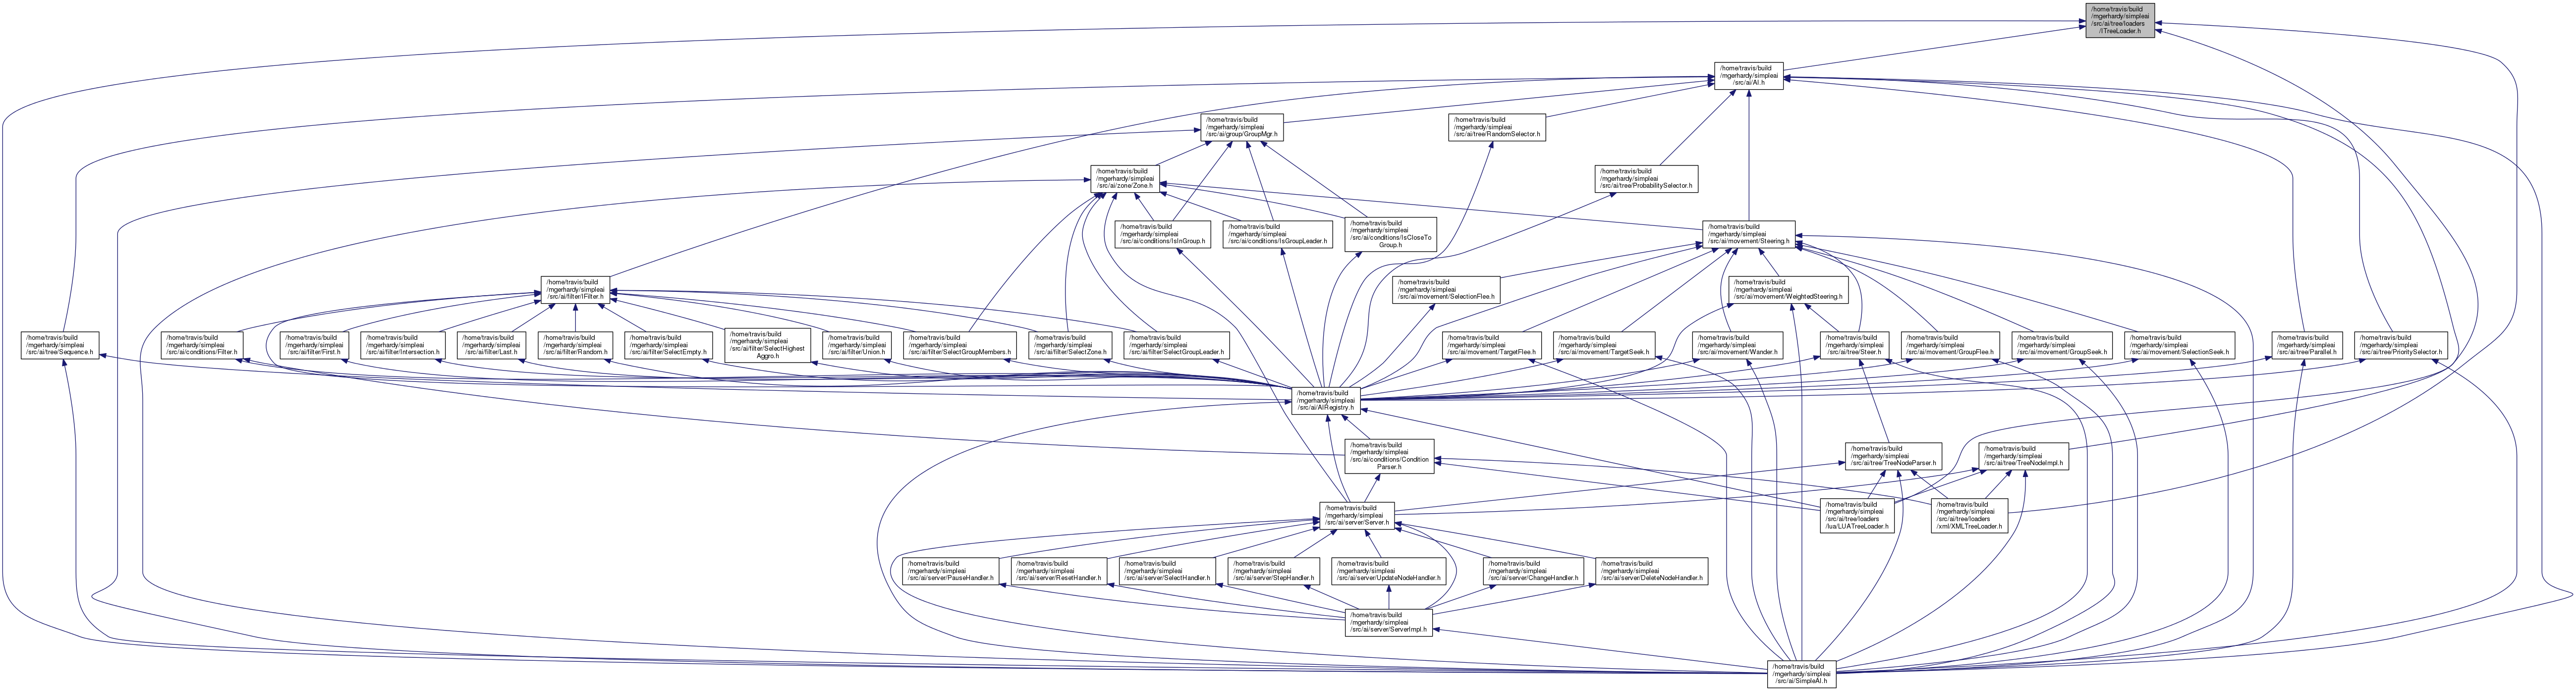 /home/travis/build
/mgerhardy/simpleai
/src/ai/tree/loaders
/ITreeLoader.h
/home/travis/build
/mgerhardy/simpleai
/src/ai/AI.h
/home/travis/build
/mgerhardy/simpleai
/src/ai/group/GroupMgr.h
/home/travis/build
/mgerhardy/simpleai
/src/ai/tree/RandomSelector.h
/home/travis/build
/mgerhardy/simpleai
/src/ai/zone/Zone.h
/home/travis/build
/mgerhardy/simpleai
/src/ai/tree/ProbabilitySelector.h
/home/travis/build
/mgerhardy/simpleai
/src/ai/conditions/IsInGroup.h
/home/travis/build
/mgerhardy/simpleai
/src/ai/conditions/IsGroupLeader.h
/home/travis/build
/mgerhardy/simpleai
/src/ai/conditions/IsCloseTo
Group.h
/home/travis/build
/mgerhardy/simpleai
/src/ai/movement/Steering.h
/home/travis/build
/mgerhardy/simpleai
/src/ai/filter/IFilter.h
/home/travis/build
/mgerhardy/simpleai
/src/ai/movement/SelectionFlee.h
/home/travis/build
/mgerhardy/simpleai
/src/ai/movement/WeightedSteering.h
/home/travis/build
/mgerhardy/simpleai
/src/ai/tree/Sequence.h
/home/travis/build
/mgerhardy/simpleai
/src/ai/conditions/Filter.h
/home/travis/build
/mgerhardy/simpleai
/src/ai/filter/First.h
/home/travis/build
/mgerhardy/simpleai
/src/ai/filter/Intersection.h
/home/travis/build
/mgerhardy/simpleai
/src/ai/filter/Last.h
/home/travis/build
/mgerhardy/simpleai
/src/ai/filter/Random.h
/home/travis/build
/mgerhardy/simpleai
/src/ai/filter/SelectEmpty.h
/home/travis/build
/mgerhardy/simpleai
/src/ai/filter/SelectHighest
Aggro.h
/home/travis/build
/mgerhardy/simpleai
/src/ai/filter/Union.h
/home/travis/build
/mgerhardy/simpleai
/src/ai/filter/SelectGroupMembers.h
/home/travis/build
/mgerhardy/simpleai
/src/ai/filter/SelectZone.h
/home/travis/build
/mgerhardy/simpleai
/src/ai/filter/SelectGroupLeader.h
/home/travis/build
/mgerhardy/simpleai
/src/ai/movement/TargetFlee.h
/home/travis/build
/mgerhardy/simpleai
/src/ai/movement/TargetSeek.h
/home/travis/build
/mgerhardy/simpleai
/src/ai/movement/Wander.h
/home/travis/build
/mgerhardy/simpleai
/src/ai/tree/Steer.h
/home/travis/build
/mgerhardy/simpleai
/src/ai/movement/GroupFlee.h
/home/travis/build
/mgerhardy/simpleai
/src/ai/movement/GroupSeek.h
/home/travis/build
/mgerhardy/simpleai
/src/ai/movement/SelectionSeek.h
/home/travis/build
/mgerhardy/simpleai
/src/ai/tree/Parallel.h
/home/travis/build
/mgerhardy/simpleai
/src/ai/tree/PrioritySelector.h
/home/travis/build
/mgerhardy/simpleai
/src/ai/AIRegistry.h
/home/travis/build
/mgerhardy/simpleai
/src/ai/conditions/Condition
Parser.h
/home/travis/build
/mgerhardy/simpleai
/src/ai/tree/TreeNodeParser.h
/home/travis/build
/mgerhardy/simpleai
/src/ai/tree/TreeNodeImpl.h
/home/travis/build
/mgerhardy/simpleai
/src/ai/server/Server.h
/home/travis/build
/mgerhardy/simpleai
/src/ai/tree/loaders
/lua/LUATreeLoader.h
/home/travis/build
/mgerhardy/simpleai
/src/ai/tree/loaders
/xml/XMLTreeLoader.h
/home/travis/build
/mgerhardy/simpleai
/src/ai/server/PauseHandler.h
/home/travis/build
/mgerhardy/simpleai
/src/ai/server/ResetHandler.h
/home/travis/build
/mgerhardy/simpleai
/src/ai/server/SelectHandler.h
/home/travis/build
/mgerhardy/simpleai
/src/ai/server/StepHandler.h
/home/travis/build
/mgerhardy/simpleai
/src/ai/server/UpdateNodeHandler.h
/home/travis/build
/mgerhardy/simpleai
/src/ai/server/ChangeHandler.h
/home/travis/build
/mgerhardy/simpleai
/src/ai/server/DeleteNodeHandler.h
/home/travis/build
/mgerhardy/simpleai
/src/ai/server/ServerImpl.h
/home/travis/build
/mgerhardy/simpleai
/src/ai/SimpleAI.h